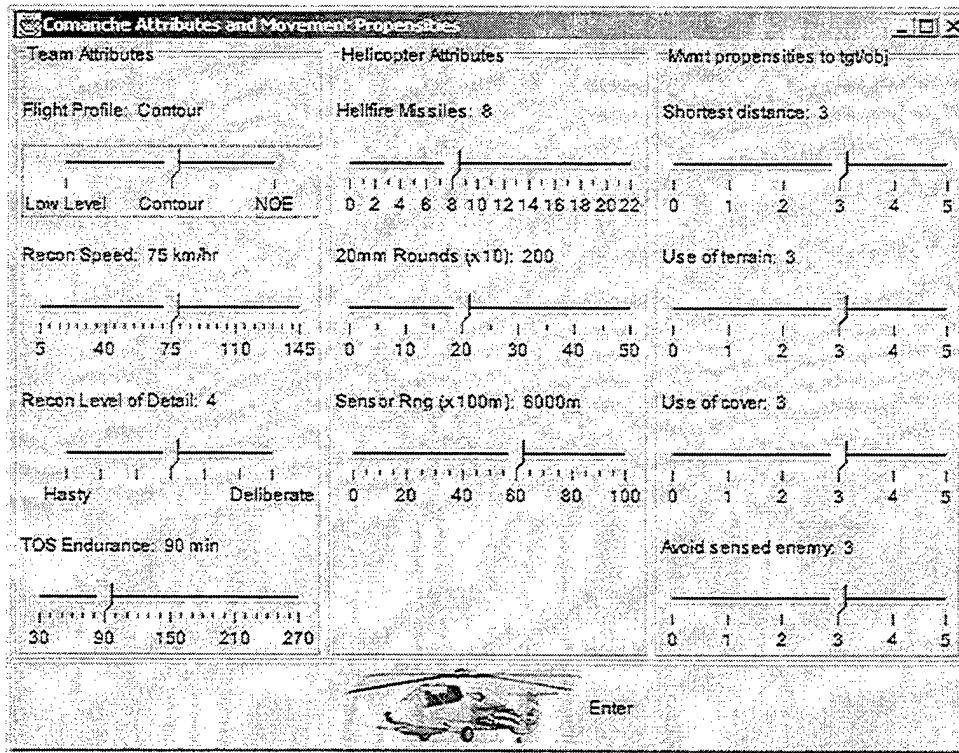 Comanche Attributes and Movement Propensities
Team Attributes
Flight Profile: Contour
Low Level Contour NOE
Recon Speed: 75 km/hr
5 40 75 110 145
Recon Level of Detail: 4
Hasty Deliberate
TOS Endurance: 90 min
30 90 150 210 270
Helicopter Attributes
Hellfire Missiles: 8
0 2 4 6 8 10 12 14 16 18 20 22
20mm Rounds (x10): 200
0 10 20 30 40 50
Sensor Rng (x100m): 6000m
0 20 40 60 80 100
Mvmt propensities to tgt/obj
Shortest distance: 3
0 1 2 3 4 5
Use of terrain: 3
0 1 2 3 4 5
Use of cover: 3
0 1 2 3 4 5
Avoid sensed enemy: 3
0 1 2 3 4 5
Enter